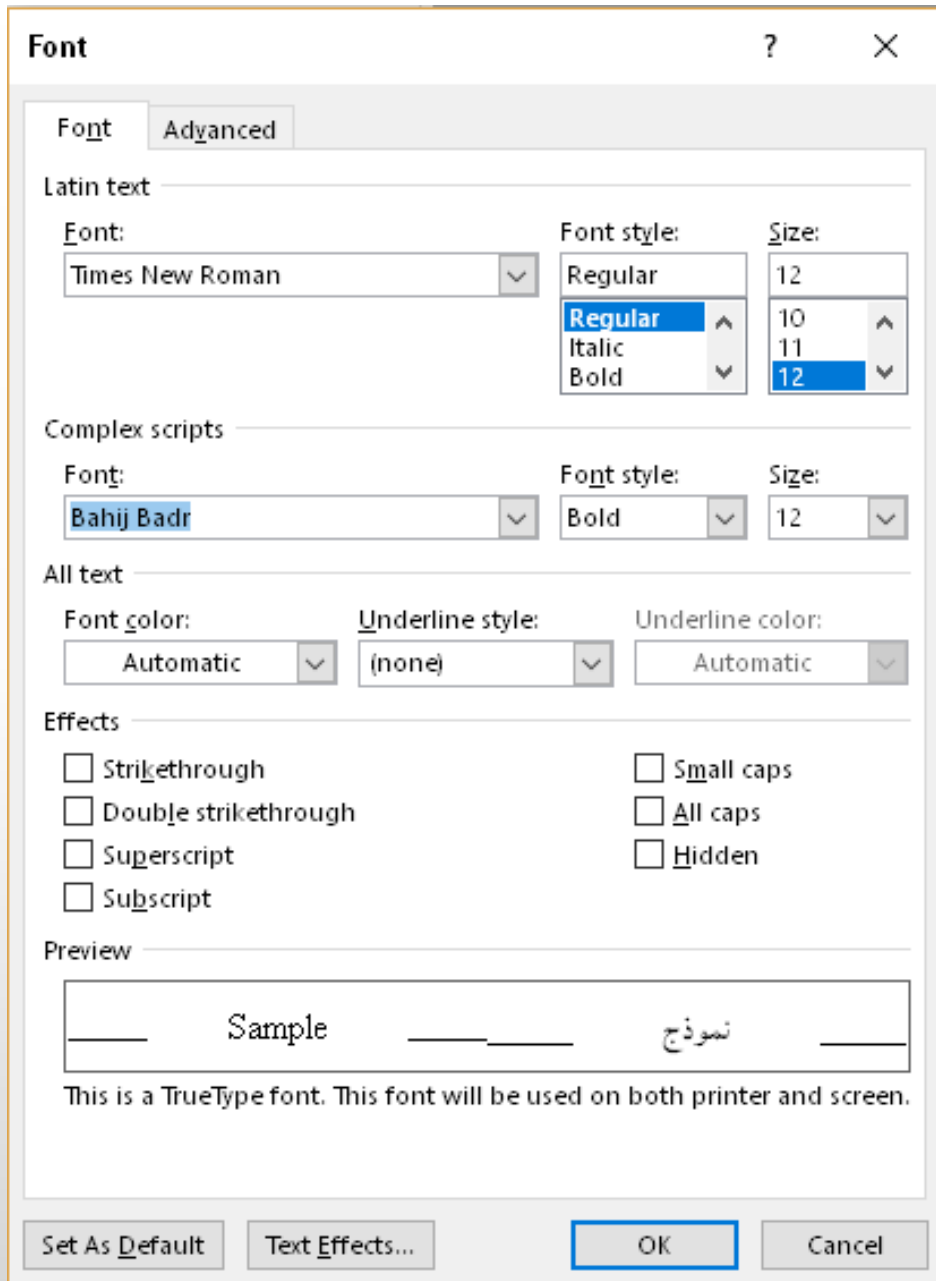 Font ?
Font Advanced
Latin text
Font: Font style: Size:
Times New Roman Regular 12
Regular 10
Italic 11
Bold 12
Complex scripts
Font: Font style: Size:
Bahij Badr Bold 12
All text
Font color: Underline style: Underline color:
Automatic (none) Automatic
Effects
Strikethrough Small caps
Double strikethrough All caps
Superscript Hidden
Subscript
Preview
Sample نموذج
This is a TrueType font. This font will be used on both printer and screen.
Set As Default Text Effects... OK Cancel